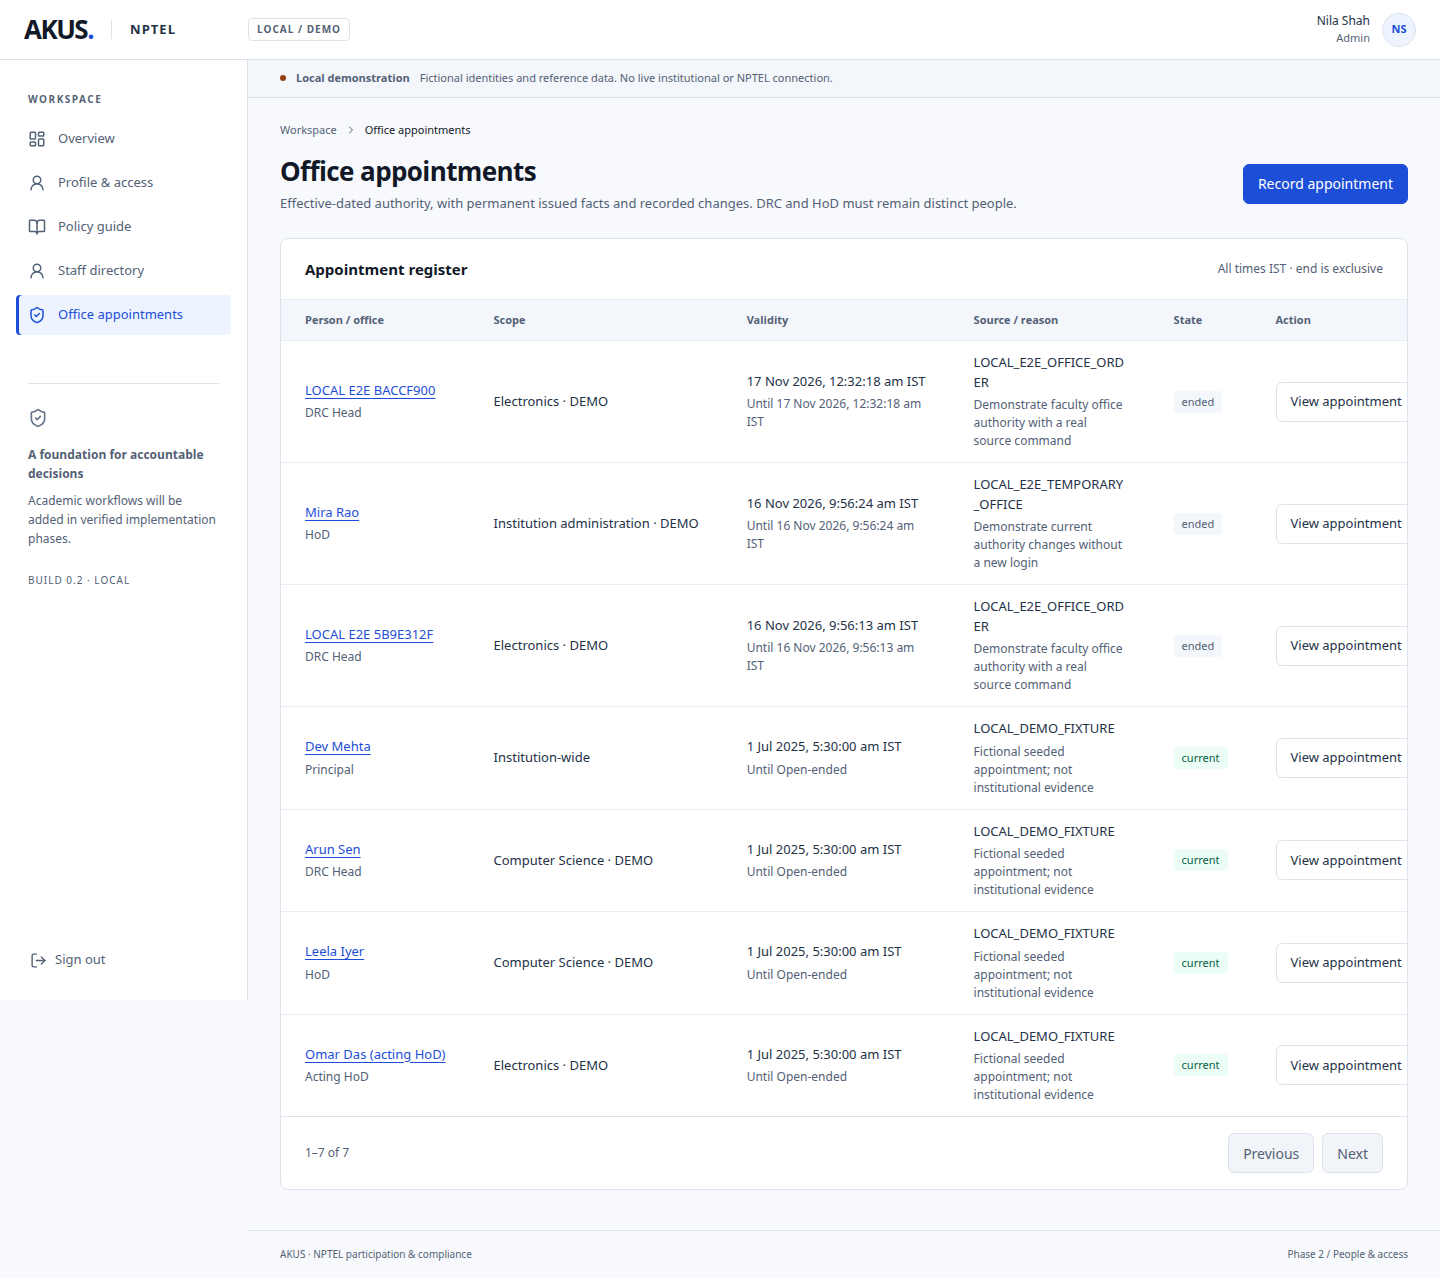 AKUS.
NPTEL
LOCAL / DEMO
Nila Shah
Admin
NS
WORKSPACE
Overview
Profile & access
Policy guide
Staff directory
Office appointments
A foundation for accountable
decisions
Academic workflows will be
added in verified implementation
phases.
BUILD 0.2 · LOCAL
Sign out
Local demonstration Fictional identities and reference data. No live institutional or NPTEL connection.
Workspace > Office appointments
Office appointments
Effective-dated authority, with permanent issued facts and recorded changes. DRC and HoD must remain distinct people.
Record appointment
Appointment register
All times IST · end is exclusive
Person / office Scope Validity Source / reason State Action
LOCAL E2E BACCF900
DRC Head
Electronics · DEMO
17 Nov 2026, 12:32:18 am IST
Until 17 Nov 2026, 12:32:18 am
IST
LOCAL_E2E_OFFICE_ORD
ER
Demonstrate faculty office
authority with a real
source command
ended
View appointment
Mira Rao
HoD
Institution administration · DEMO
16 Nov 2026, 9:56:24 am IST
Until 16 Nov 2026, 9:56:24 am
IST
LOCAL_E2E_TEMPORARY
_OFFICE
Demonstrate current
authority changes without
a new login
ended
View appointment
LOCAL E2E 5B9E312F
DRC Head
Electronics · DEMO
16 Nov 2026, 9:56:13 am IST
Until 16 Nov 2026, 9:56:13 am
IST
LOCAL_E2E_OFFICE_ORD
ER
Demonstrate faculty office
authority with a real
source command
ended
View appointment
Dev Mehta
Principal
Institution-wide
1 Jul 2025, 5:30:00 am IST
Until Open-ended
LOCAL_DEMO_FIXTURE
Fictional seeded
appointment; not
institutional evidence
current
View appointment
Arun Sen
DRC Head
Computer Science · DEMO
1 Jul 2025, 5:30:00 am IST
Until Open-ended
LOCAL_DEMO_FIXTURE
Fictional seeded
appointment; not
institutional evidence
current
View appointment
Leela Iyer
HoD
Computer Science · DEMO
1 Jul 2025, 5:30:00 am IST
Until Open-ended
LOCAL_DEMO_FIXTURE
Fictional seeded
appointment; not
institutional evidence
current
View appointment
Omar Das (acting HoD)
Acting HoD
Electronics · DEMO
1 Jul 2025, 5:30:00 am IST
Until Open-ended
LOCAL_DEMO_FIXTURE
Fictional seeded
appointment; not
institutional evidence
current
View appointment
1–7 of 7
Previous
Next
AKUS · NPTEL participation & compliance
Phase 2 / People & access